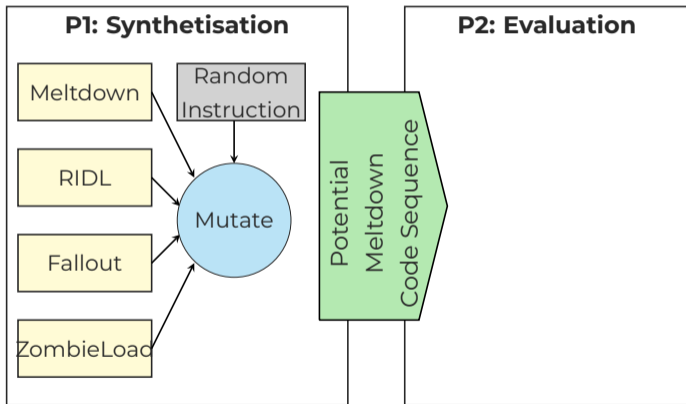 P1: Synthetisation
P2: Evaluation
Meltdown
Random
Instruction
RIDL
Mutate
Fallout
ZombieLoad
Potential
Meltdown
Code Sequence